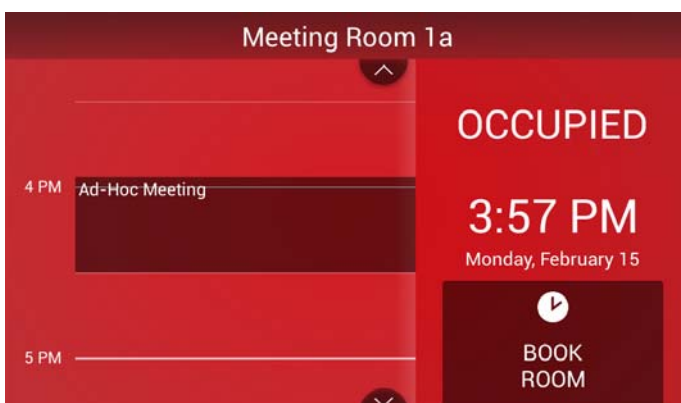 Meeting Room 1a
OCCUPIED
4 PM
Ad-Hoc Meeting
3:57 PM
Monday, February 15
5 PM
BOOK
ROOM